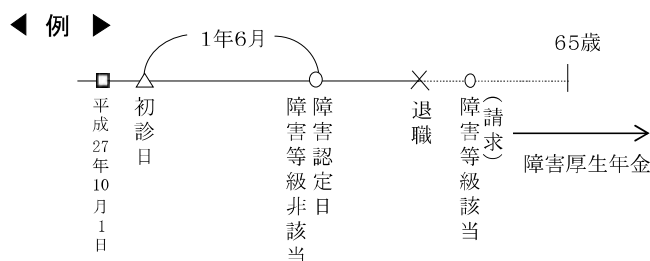 ◀ 例 ▶
1年6月
65歳
平成27年10月1日
初診日
障害認定日
障害等級非該当
退職
(請求)
障害等級該当
障害厚生年金